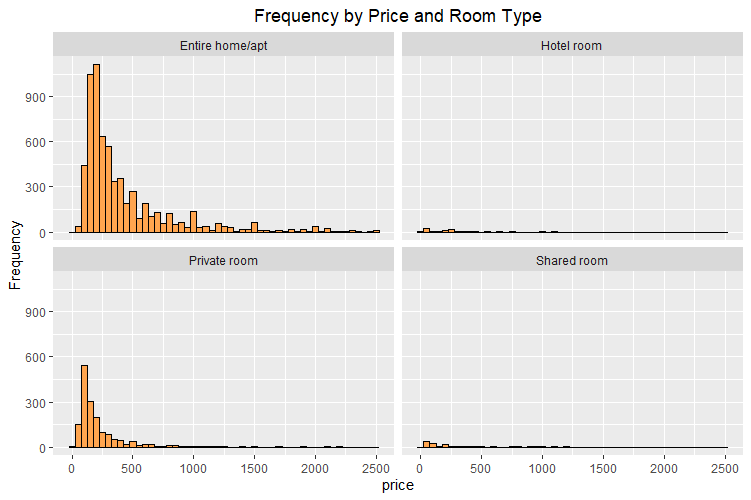 Frequency by Price and Room Type
Entire home/apt
Hotel room
900
600
300
0
Private room
Shared room
900
600
300
0
0 500 1000 1500 2000 2500
0 500 1000 1500 2000 2500
price
Frequency